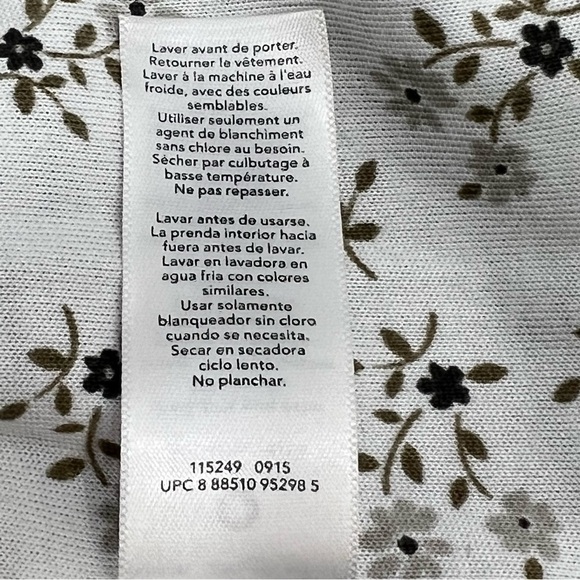 Laver avant de porter.
Retourner le vêtement.
Laver à la machine à l'eau
froide, avec des couleurs
semblables.
Utiliser seulement un
agent de blanchîment
sans chlore au besoin.
Sécher par culbutage à
basse température.
Ne pas repasser.
Lavar antes de usarse.
La prenda interior hacia
fuera antes de lavar.
Lavar en lavadora en
agua fria con colores
similares.
Usar solamente
blanqueador sin cloro
cuando se necesita.
Secar en secadora
ciclo lento.
No planchar.
115249 0915
UPC 8 88510 95298 5